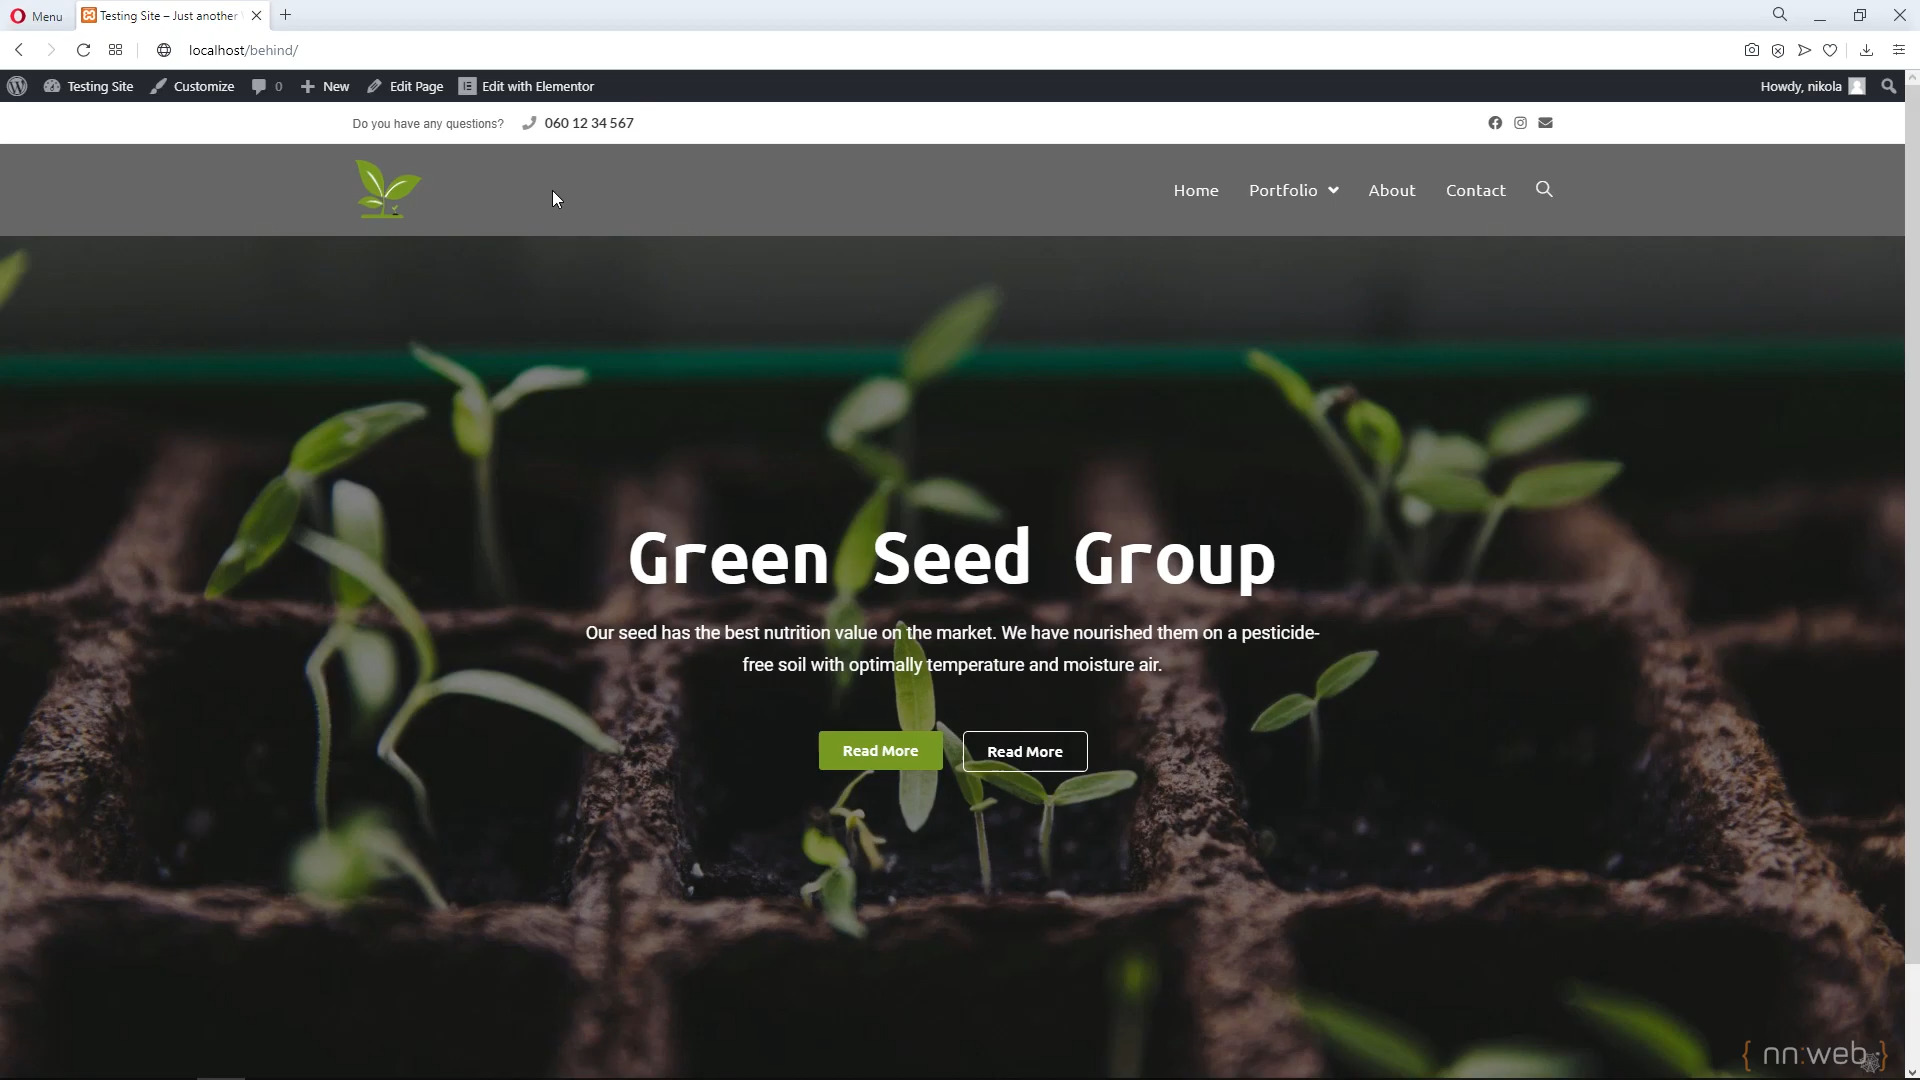 Menu
Testing Site – Just another
localhost/behind/
Testing Site
Customize
0
New
Edit Page
Edit with Elementor
Howdy, nikola
Do you have any questions?
060 12 34 567
Home
Portfolio
About
Contact
Green Seed Group
Our seed has the best nutrition value on the market. We have nourished them on a pesticide-
free soil with optimally temperature and moisture air.
Read More
Read More
{ nn:web }